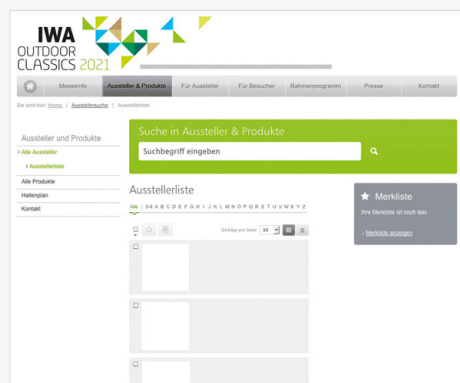 IWA
OUTDOOR
CLASSICS 2021
Messeinfo Aussteller & Produkte Für Aussteller Für Besucher Rahmenprogramm Presse Kontakt
Sie sind hier: Home | Ausstellersuche | Ausstellerliste
Aussteller und Produkte
Alle Aussteller
Ausstellerliste
Alle Produkte
Hallenplan
Kontakt
Suche in Aussteller & Produkte
Suchbegriff eingeben
Ausstellerliste
Alle | 0-9 A B C D E F G H I J K L M N O P Q R S T U V W X Y Z
Einträge pro Seite: 10
Merkliste
Ihre Merkliste ist noch leer.
Merkliste anzeigen